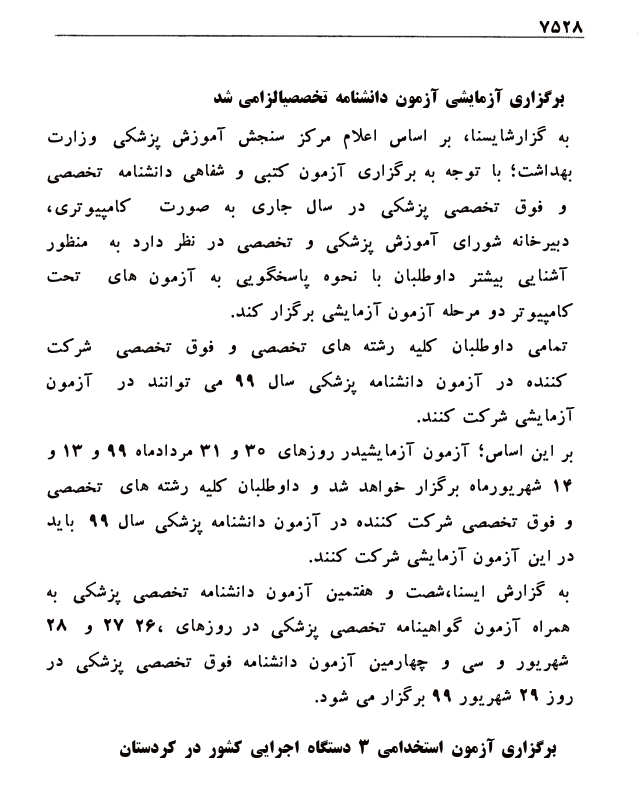 ۷۵۲۸
برگزاری آزمایشی آزمون دانشنامه تخصصیالزامی شد
به گزارشایسنا، بر اساس اعلام مرکز سنجش آموزش پزشکی وزارت
بهداشت؛ با توجه به برگزاری آزمون کتبی و شفاهی دانشنامه تخصصی
و فوق تخصصی پزشکی در سال جاری به صورت کامپیوتری،
دبیرخانه شورای آموزش پزشکی و تخصصی در نظر دارد به منظور
آشنایی بیشتر داوطلبان با نحوه پاسخگویی به آزمون های تحت
کامپیوتر دو مرحله آزمون آزمایشی برگزار کند.
تمامی داوطلبان کلیه رشته های تخصصی و فوق تخصصی شرکت
کننده در آزمون دانشنامه پزشکی سال ۹۹ می توانند در آزمون
آزمایشی شرکت کنند.
بر این اساس؛ آزمون آزمایشیدر روزهای ۳۰ و ۳۱ مردادماه ۹۹ و ۱۳ و
۱۴ شهریورماه برگزار خواهد شد و داوطلبان کلیه رشته های تخصصی
و فوق تخصصی شرکت کننده در آزمون دانشنامه پزشکی سال ۹۹ باید
در این آزمون آزمایشی شرکت کنند.
به گزارش ایسنا،شصت و هفتمین آزمون دانشنامه تخصصی پزشکی به
همراه آزمون گواهینامه تخصصی پزشکی در روزهای ،۲۶ ۲۷ و ۲۸
شهریور و سی و چهارمین آزمون دانشنامه فوق تخصصی پزشکی در
روز ۲۹ شهریور ۹۹ برگزار می شود.
برگزاری آزمون استخدامی ۳ دستگاه اجرایی کشور در کردستان